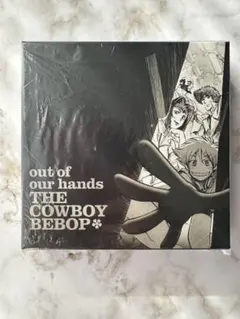 out of
our hands
THE
COWBOY
BEBOP